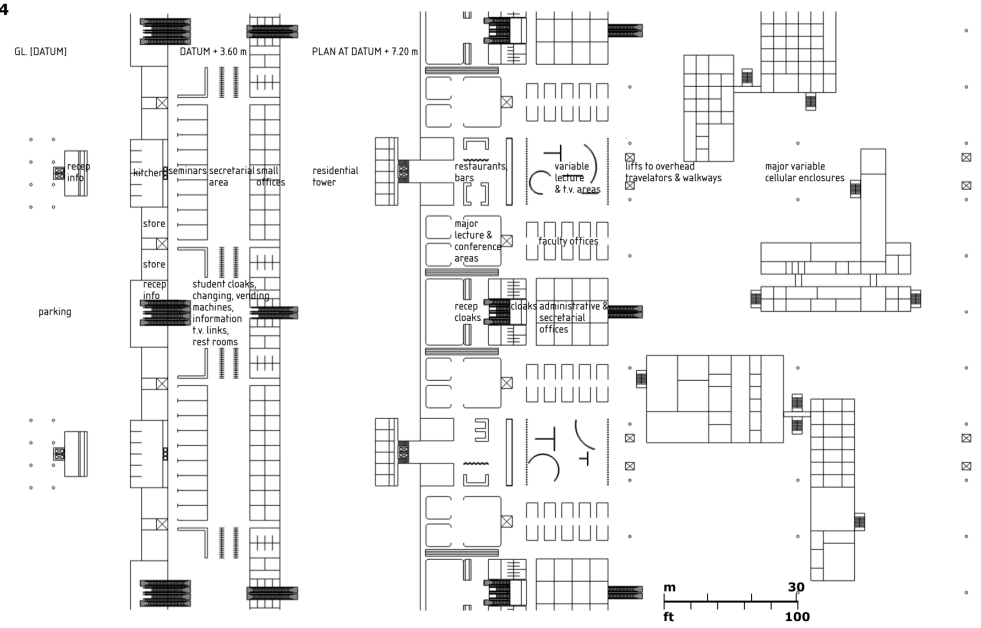 4
GL. [DATUM]
DATUM + 3.60 m
PLAN AT DATUM + 7.20 m
recep
info
kitchen
seminars
secretarial
area
small
offices
residential
tower
restaurants,
bars
variable
lecture
& t.v. areas
lifts to overhead
travelators & walkways
major variable
cellular enclosures
store
store
major
lecture &
conference
areas
faculty offices
recep
info
student cloaks,
changing, vending
machines,
information
t.v. links,
rest rooms
parking
recep
cloaks
cloaks
administrative &
secretarial
offices
m 30
ft 100